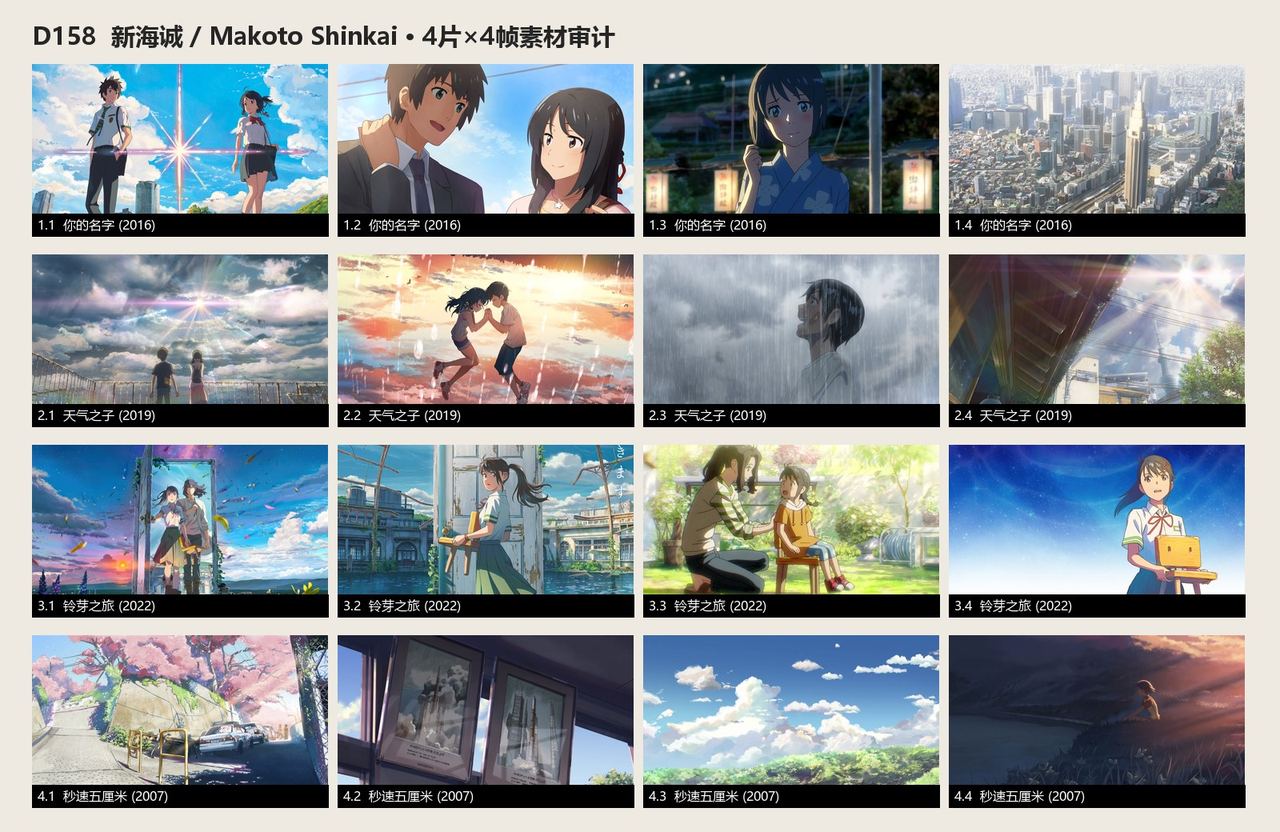 D158 新海诚 / Makoto Shinkai • 4片×4帧素材审计
1.1 你的名字 (2016)
1.2 你的名字 (2016)
1.3 你的名字 (2016)
1.4 你的名字 (2016)
2.1 天气之子 (2019)
2.2 天气之子 (2019)
2.3 天气之子 (2019)
2.4 天气之子 (2019)
きます
3.1 铃芽之旅 (2022)
3.2 铃芽之旅 (2022)
3.3 铃芽之旅 (2022)
3.4 铃芽之旅 (2022)
4.1 秒速五厘米 (2007)
4.2 秒速五厘米 (2007)
4.3 秒速五厘米 (2007)
4.4 秒速五厘米 (2007)